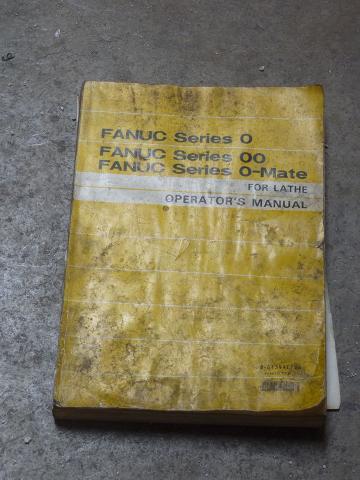 FANUC Series 0
FANUC Series 00
FANUC Series 0-Mate
FOR LATHE
OPERATOR'S MANUAL